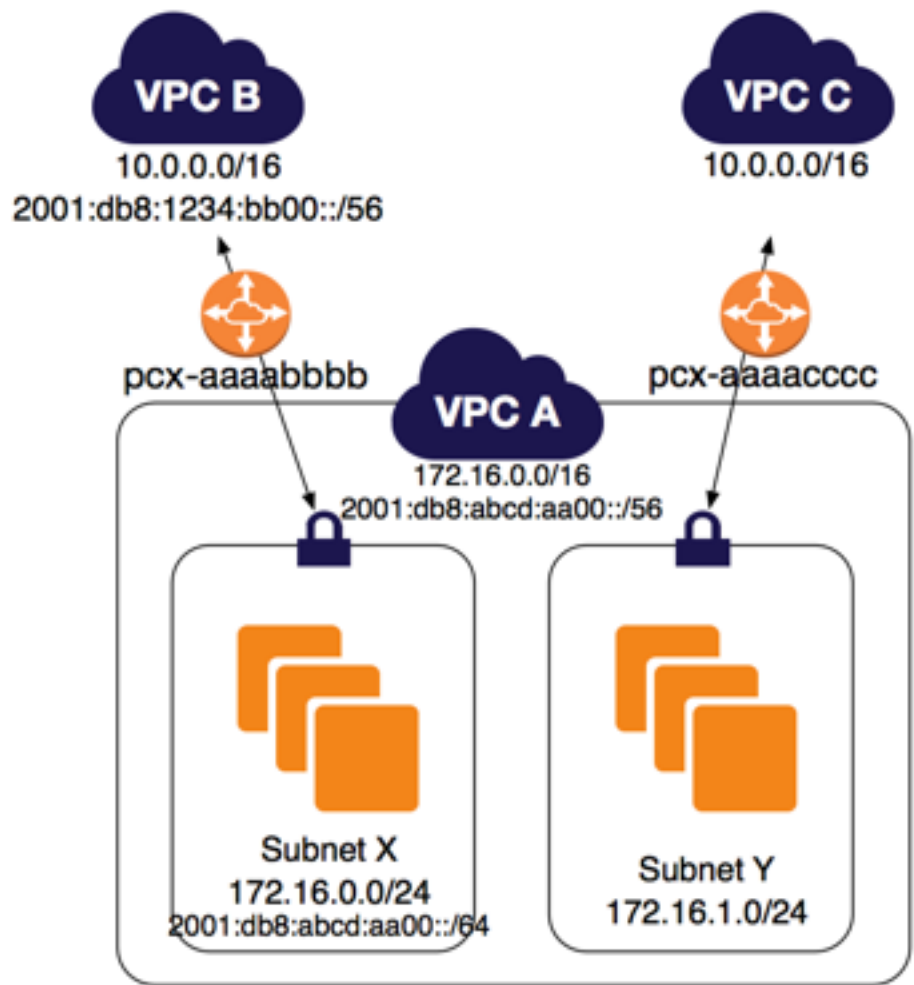 VPC B
10.0.0.0/16
2001:db8:1234:bb00::/56
VPC C
10.0.0.0/16
pcx-aaaabbbb
pcx-aaaacccc
VPC A
172.16.0.0/16
2001:db8:abcd:aa00::/56
Subnet X
172.16.0.0/24
2001:db8:abcd:aa00::/64
Subnet Y
172.16.1.0/24